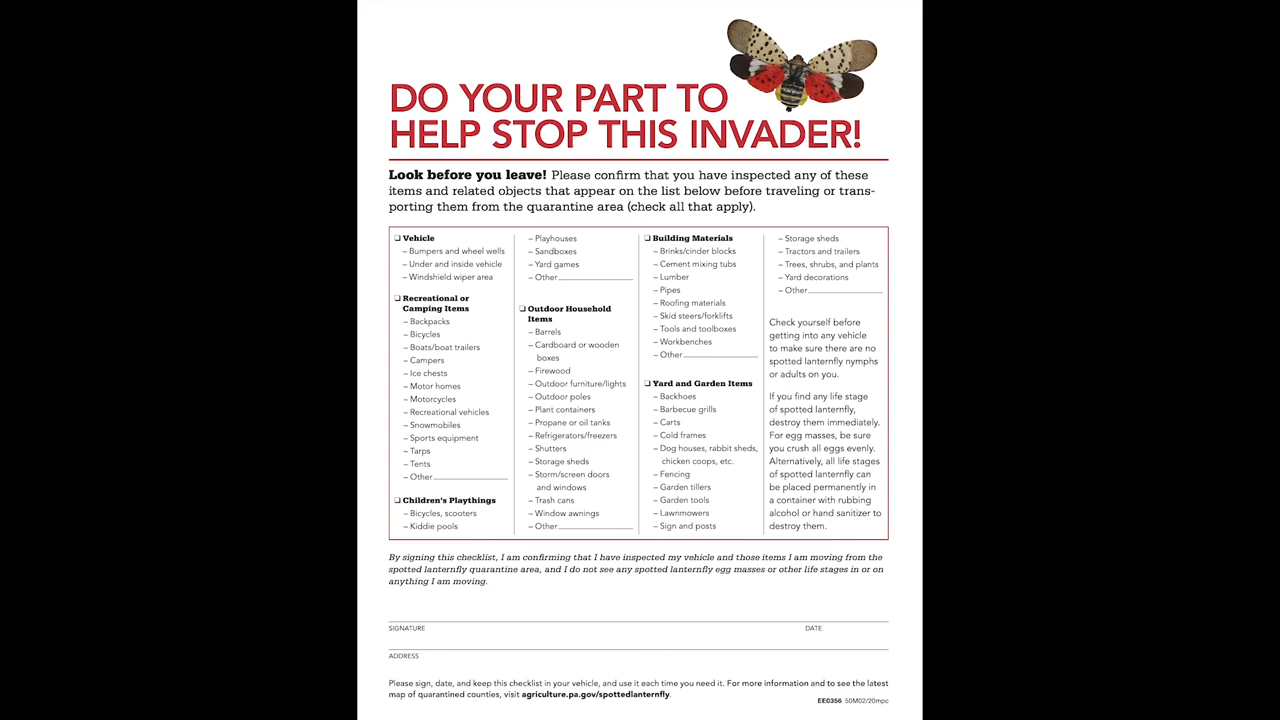 DO YOUR PART TO
HELP STOP THIS INVADER!
Look before you leave! Please confirm that you have inspected any of these
items and related objects that appear on the list below before traveling or trans-
porting them from the quarantine area (check all that apply).
❑ Vehicle
– Bumpers and wheel wells
– Under and inside vehicle
– Windshield wiper area
❑ Recreational or
Camping Items
– Backpacks
– Bicycles
– Boats/boat trailers
– Campers
– Ice chests
– Motor homes
– Motorcycles
– Recreational vehicles
– Snowmobiles
– Sports equipment
– Tarps
– Tents
– Other
❑ Children's Playthings
– Bicycles, scooters
– Kiddie pools
– Playhouses
– Sandboxes
– Yard games
– Other
❑ Outdoor Household
Items
– Barrels
– Cardboard or wooden
boxes
– Firewood
– Outdoor furniture/lights
– Outdoor poles
– Plant containers
– Propane or oil tanks
– Refrigerators/freezers
– Shutters
– Storage sheds
– Storm/screen doors
and windows
– Trash cans
– Window awnings
– Other
❑ Building Materials
– Brinks/cinder blocks
– Cement mixing tubs
– Lumber
– Pipes
– Roofing materials
– Skid steers/forklifts
– Tools and toolboxes
– Workbenches
– Other
❑ Yard and Garden Items
– Backhoes
– Barbecue grills
– Carts
– Cold frames
– Dog houses, rabbit sheds,
chicken coops, etc.
– Fencing
– Garden tillers
– Garden tools
– Lawnmowers
– Sign and posts
– Storage sheds
– Tractors and trailers
– Trees, shrubs, and plants
– Yard decorations
– Other
Check yourself before
getting into any vehicle
to make sure there are no
spotted lanternfly nymphs
or adults on you.
If you find any life stage
of spotted lanternfly,
destroy them immediately.
For egg masses, be sure
you crush all eggs evenly.
Alternatively, all life stages
of spotted lanternfly can
be placed permanently in
a container with rubbing
alcohol or hand sanitizer to
destroy them.
By signing this checklist, I am confirming that I have inspected my vehicle and those items I am moving from the
spotted lanternfly quarantine area, and I do not see any spotted lanternfly egg masses or other life stages in or on
anything I am moving.
SIGNATURE DATE
ADDRESS
Please sign, date, and keep this checklist in your vehicle, and use it each time you need it. For more information and to see the latest
map of quarantined counties, visit agriculture.pa.gov/spottedlanternfly.
EE0356 50M02/20mpc